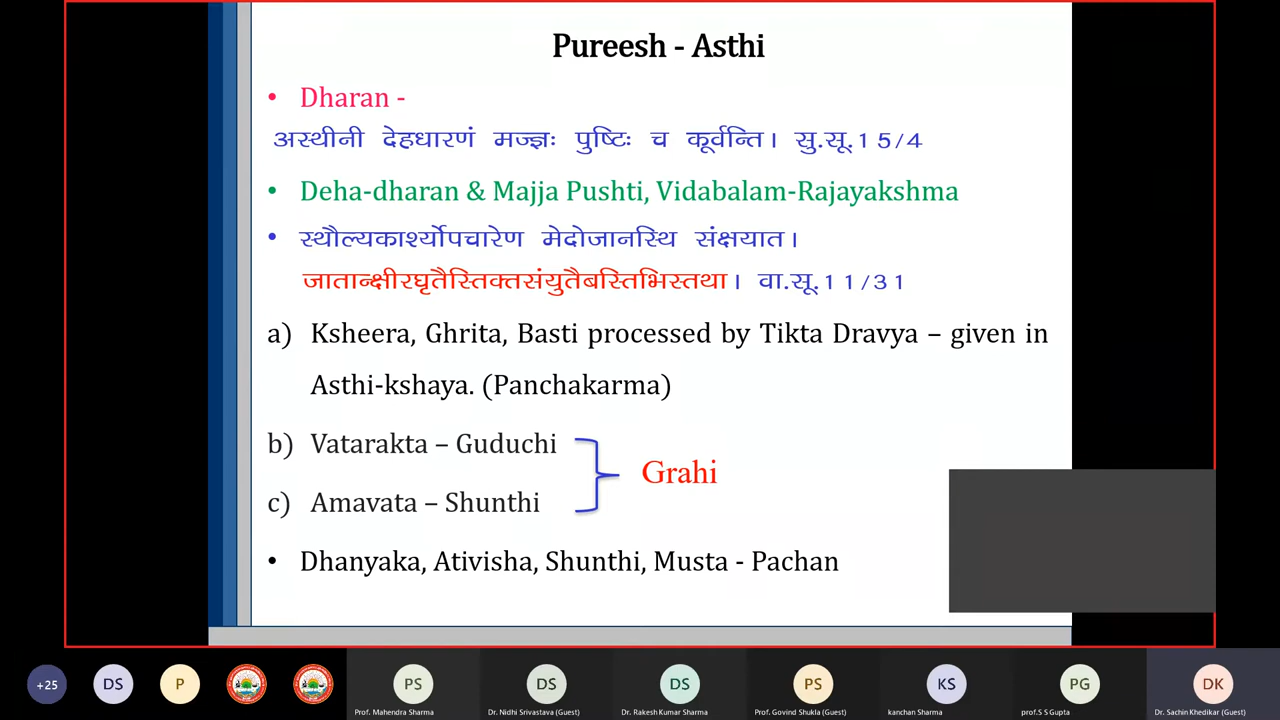 Pureesh - Asthi
• Dharan -
अस्थीनी देहधारणं मज्ज्ञः पुष्टिः च कूर्वन्ति। सु.सू.15/4
• Deha-dharan & Majja Pushti, Vidabalam-Rajayakshma
• स्थौल्यकार्श्योपचारेण मेदोजानस्थि संक्षयात।
जातान्क्षीरघृतैस्तिक्तसंयुतैबस्तिभिस्तथा। वा.सू.11/31
a) Ksheera, Ghrita, Basti processed by Tikta Dravya – given in
Asthi-kshaya. (Panchakarma)
b) Vatarakta – Guduchi
Grahi
c) Amavata – Shunthi
• Dhanyaka, Ativisha, Shunthi, Musta - Pachan
+25 DS P PS DS DS PS KS PG DK
Prof. Mahendra Sharma Dr. Nidhi Srivastava (Guest) Dr. Rakesh Kumar Sharma Prof. Govind Shukla (Guest) kanchan Sharma prof.S S Gupta Dr. Sachin Khedikar (Guest)